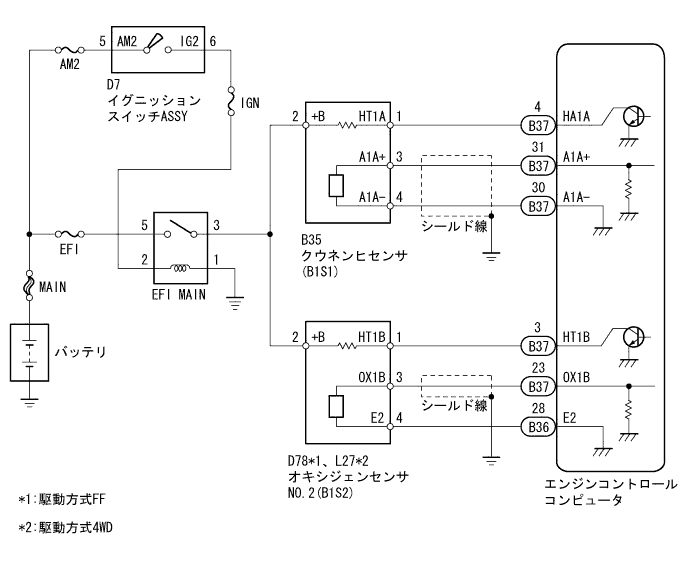 5 AM2 IG2 6
AM2
D7
イグニッション
スイッチASSY
IGN
2 +B HT1A 1
4
B37
HA1A
A1A+ 3
31
B37
A1A+
A1A- 4
30
B37
A1A-
シールド線
B35
クウネンヒセンサ
(B1S1)
EFI
5 3
2 1
EFI MAIN
MAIN
バッテリ
2 +B HT1B 1
3
B37
HT1B
OX1B 3
23
B37
OX1B
シールド線
E2 4
28
B36
E2
D78*1、L27*2
オキシジェンセンサ
NO.2(B1S2)
エンジンコントロール
コンピュータ
*1:駆動方式FF
*2:駆動方式4WD